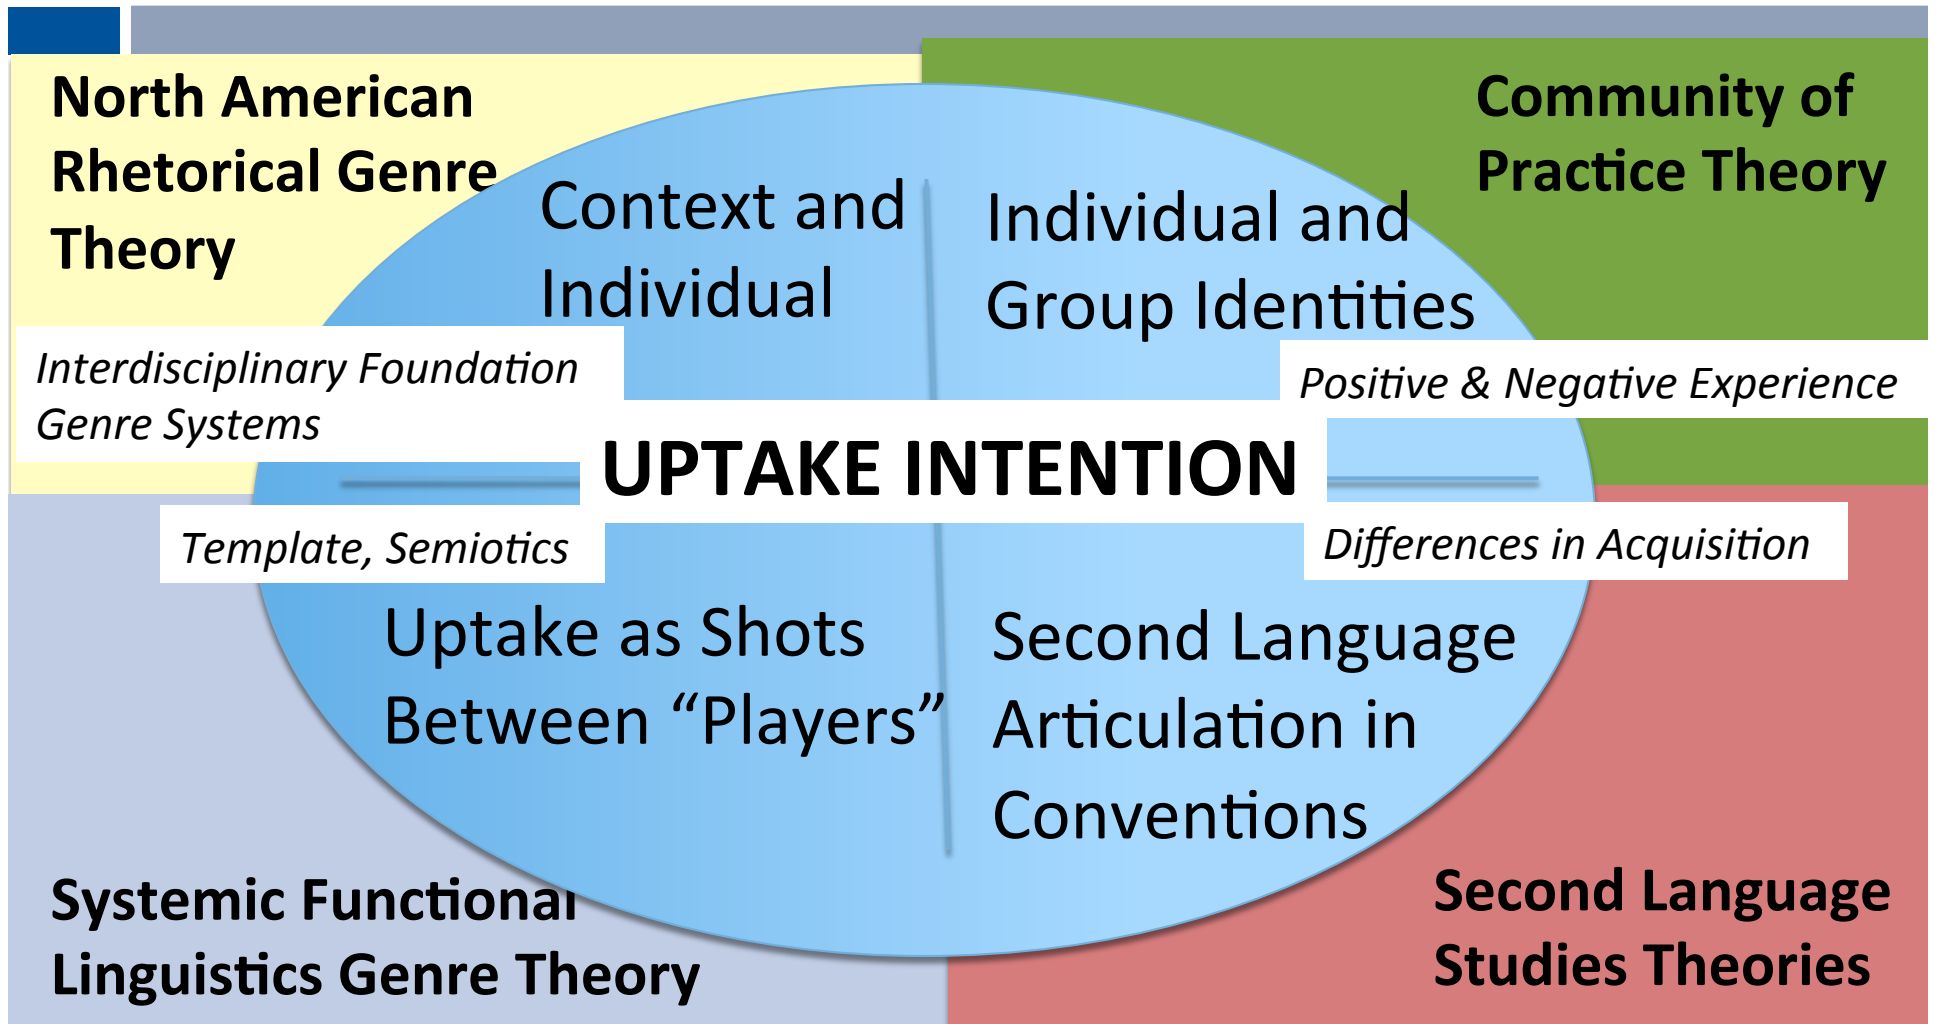 North American
Rhetorical Genre
Theory
Context and
Individual
Interdisciplinary Foundation
Genre Systems
Community of
Practice Theory
Individual and
Group Identities
Positive & Negative Experience
UPTAKE INTENTION
Template, Semiotics
Uptake as Shots
Between “Players”
Systemic Functional
Linguistics Genre Theory
Differences in Acquisition
Second Language
Articulation in
Conventions
Second Language
Studies Theories